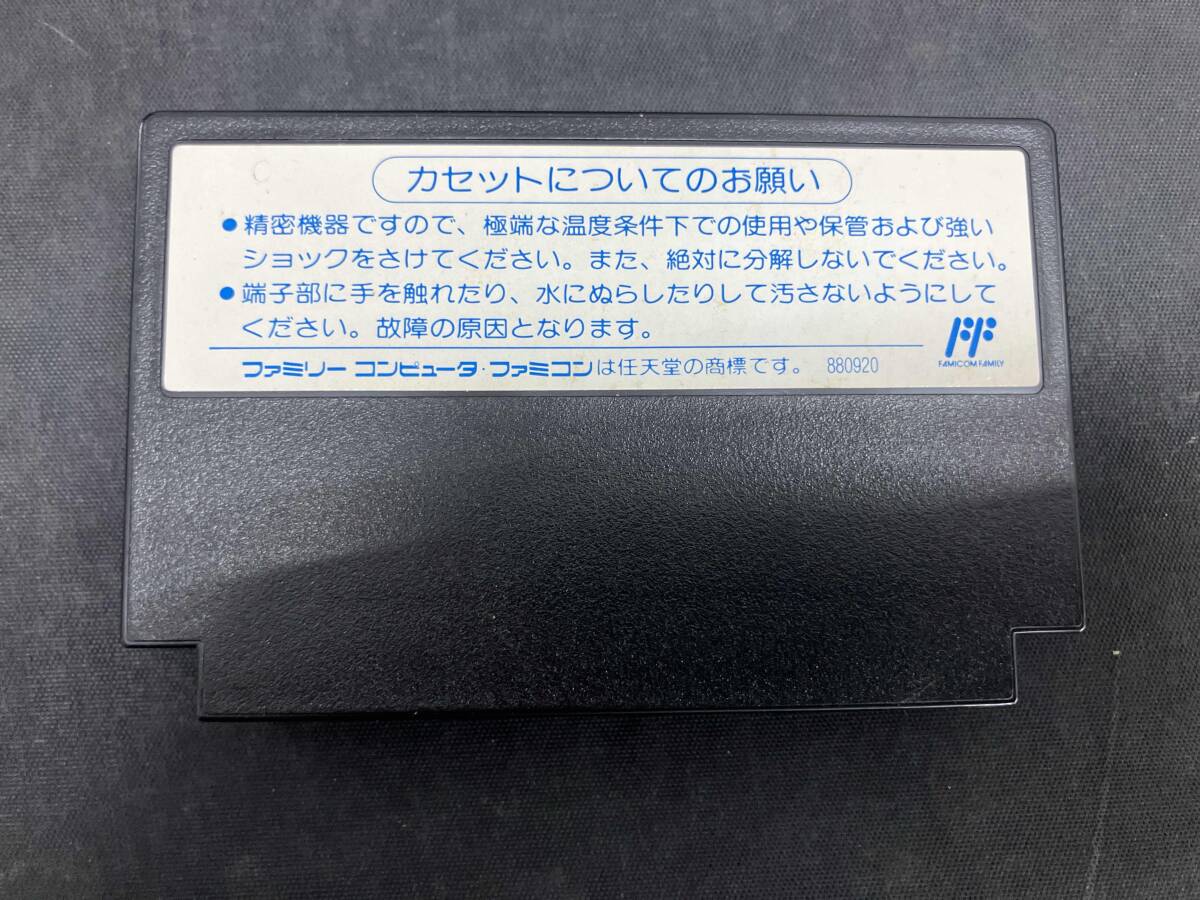 カセットについてのお願い
●精密機器ですので、極端な温度条件下での使用や保管および強い
ショックをさけてください。また、絶対に分解しないでください。
●端子部に手を触れたり、水にぬらしたりして汚さないようにして
ください。故障の原因となります。
FAMICOM FAMILY
ファミリー コンピュータ・ファミコンは任天堂の商標です。 880920